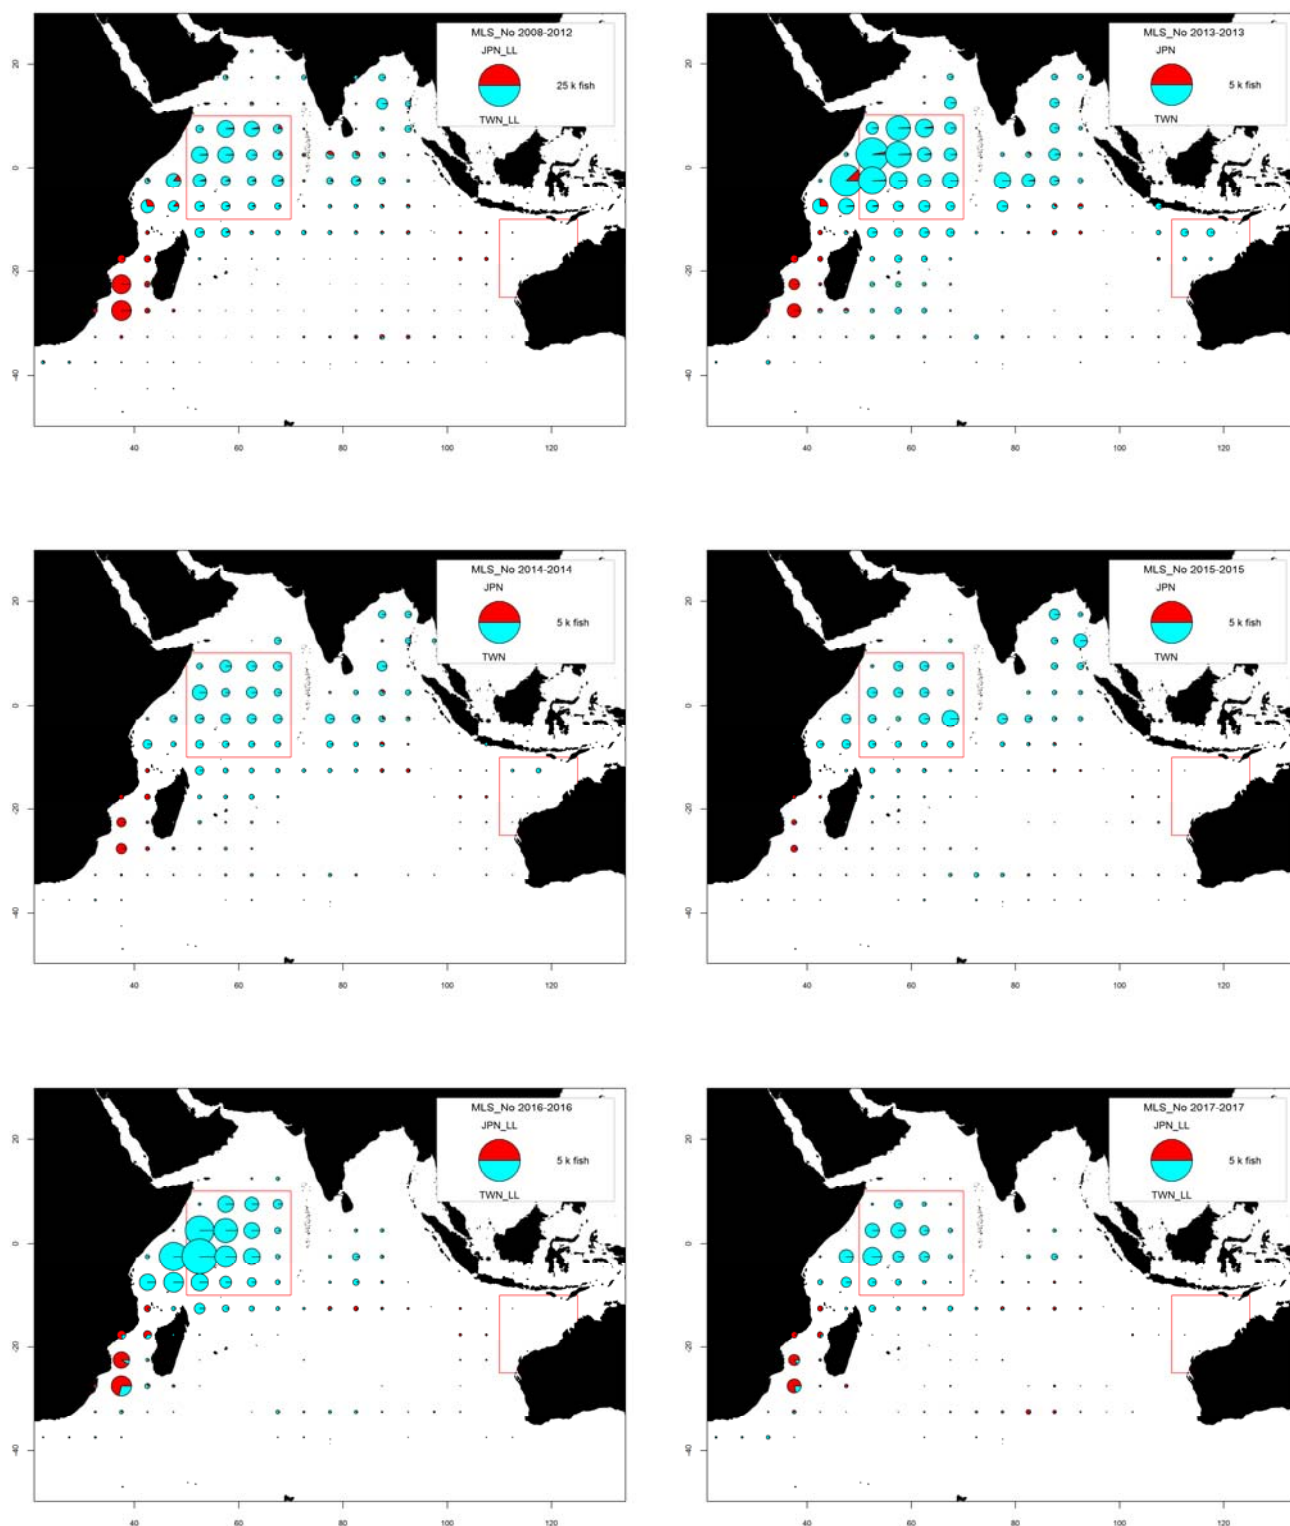 MLS_No 2008-2012
JPN_LL
25 k fish
TWN_LL
20
0
-20
-40
40
60
80
100
120
MLS_No 2013-2013
JPN
5 k fish
TWN
20
0
-20
-40
40
60
80
100
120
MLS_No 2014-2014
JPN
5 k fish
TWN
20
0
-20
-40
40
60
80
100
120
MLS_No 2015-2015
JPN
5 k fish
TWN
20
0
-20
-40
40
60
80
100
120
MLS_No 2016-2016
JPN_LL
5 k fish
TWN_LL
20
0
-20
-40
40
60
80
100
120
MLS_No 2017-2017
JPN_LL
5 k fish
TWN_LL
20
0
-20
-40
40
60
80
100
120